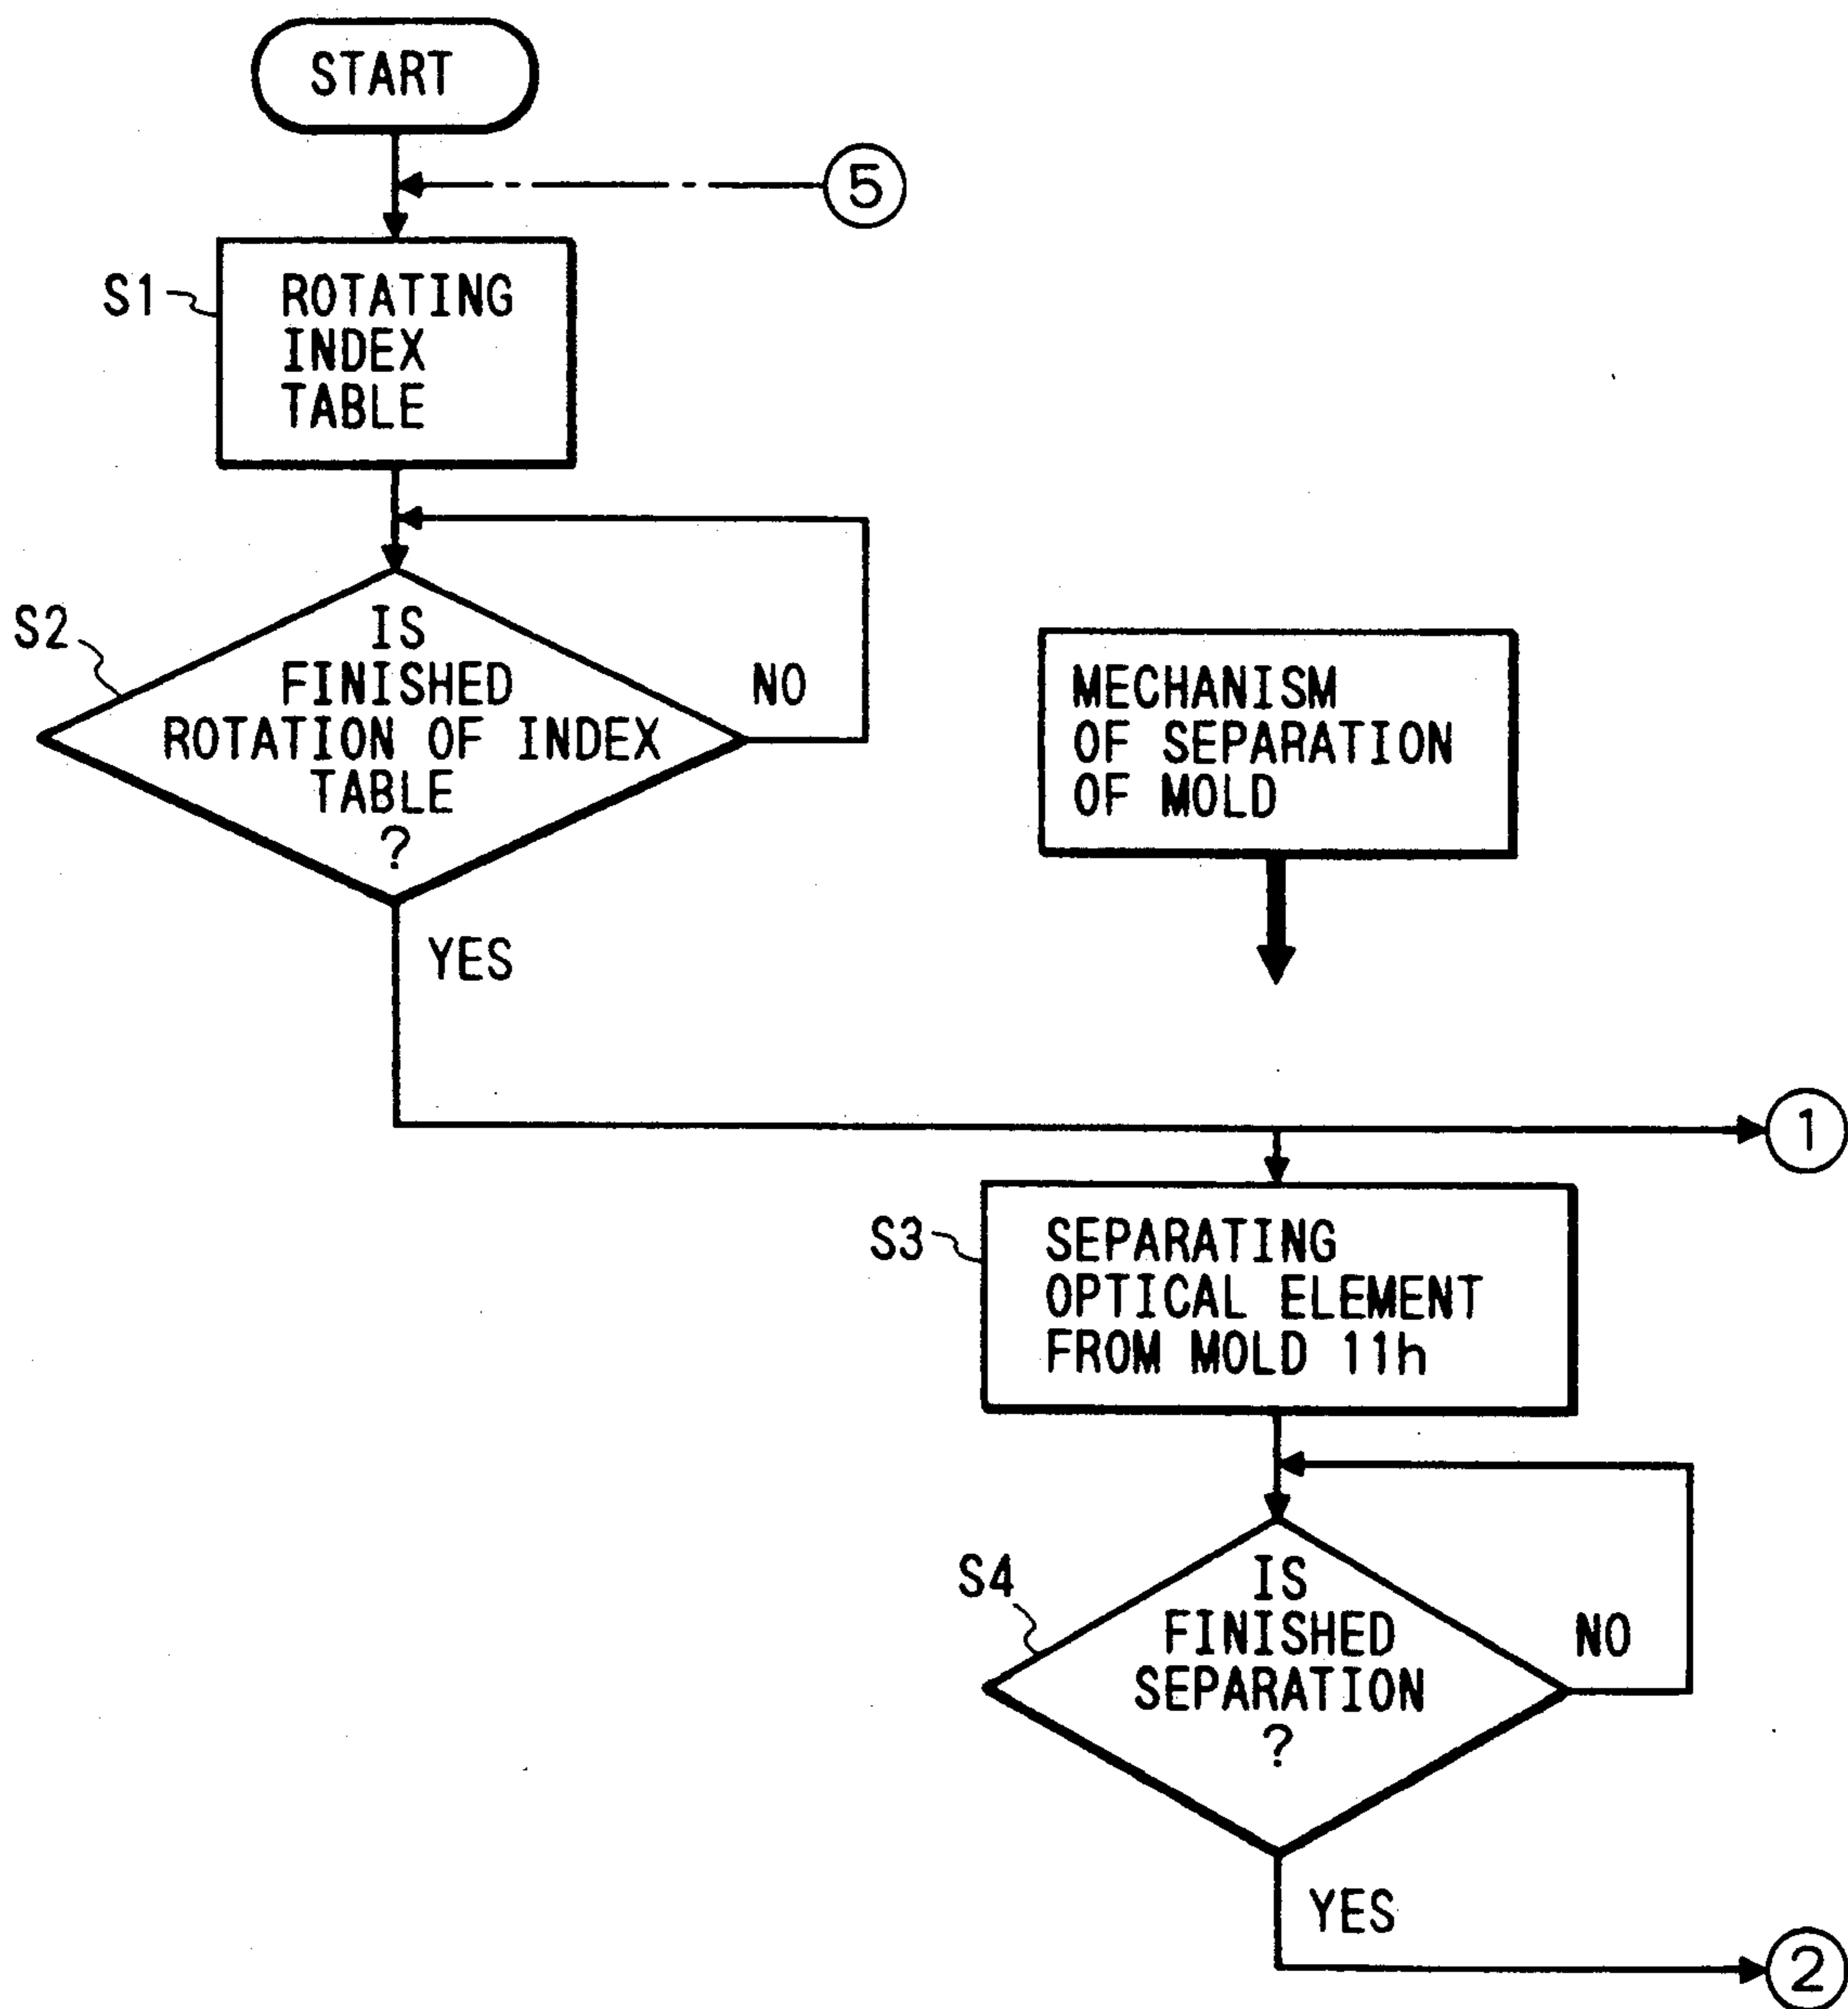 START
5
S1
ROTATING
INDEX
TABLE
S2
IS
FINISHED
ROTATION OF INDEX
TABLE
?
NO
YES
MECHANISM
OF SEPARATION
OF MOLD
1
S3
SEPARATING
OPTICAL ELEMENT
FROM MOLD 11h
S4
IS
FINISHED
SEPARATION
?
NO
YES
2